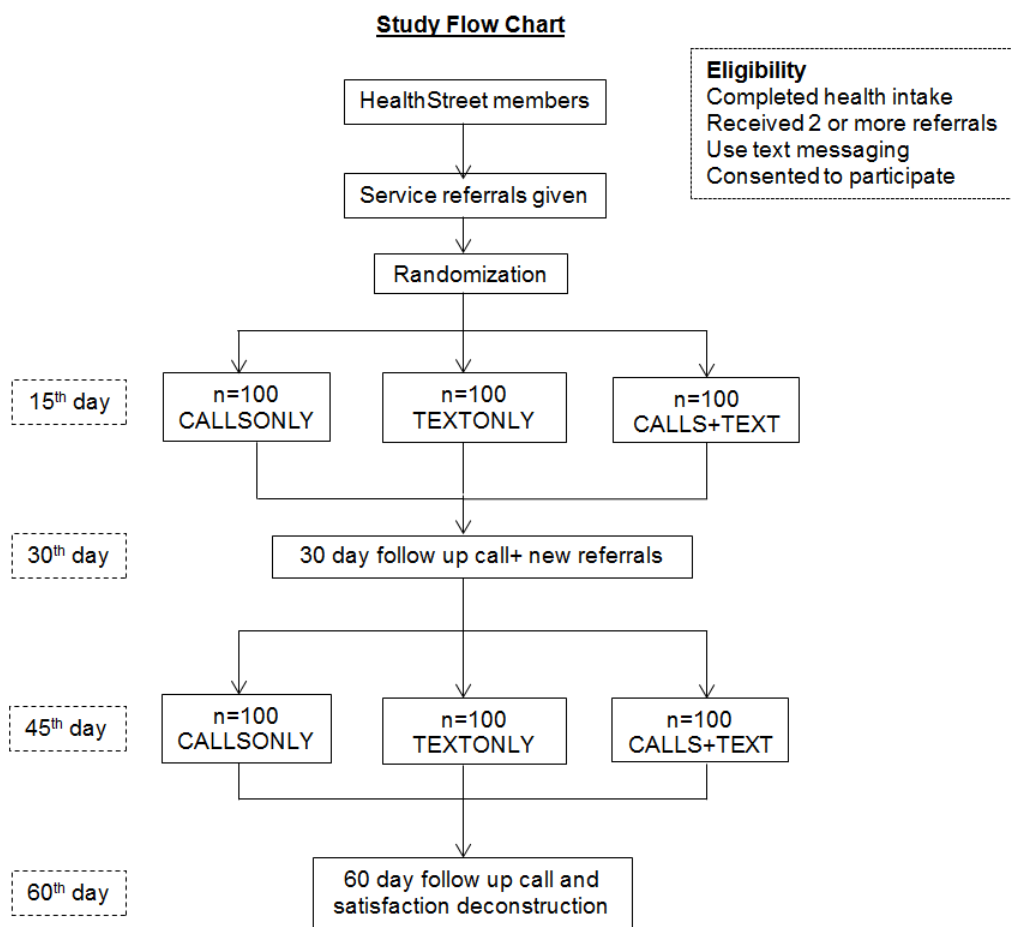 Study Flow Chart
Eligibility
Completed health intake
Received 2 or more referrals
Use text messaging
Consented to participate
HealthStreet members
Service referrals given
Randomization
15th day
n=100
CALLSONLY
n=100
TEXTONLY
n=100
CALLS+TEXT
30th day
30 day follow up call+ new referrals
45th day
n=100
CALLSONLY
n=100
TEXTONLY
n=100
CALLS+TEXT
60th day
60 day follow up call and
satisfaction deconstruction